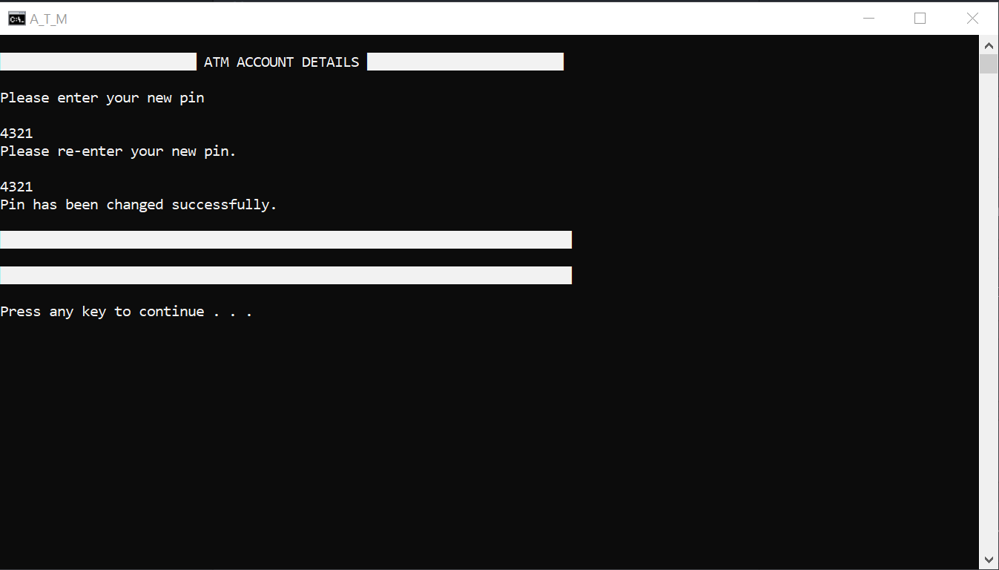 A_T_M
ATM ACCOUNT DETAILS
Please enter your new pin
4321
Please re-enter your new pin.
4321
Pin has been changed successfully.
Press any key to continue . . .